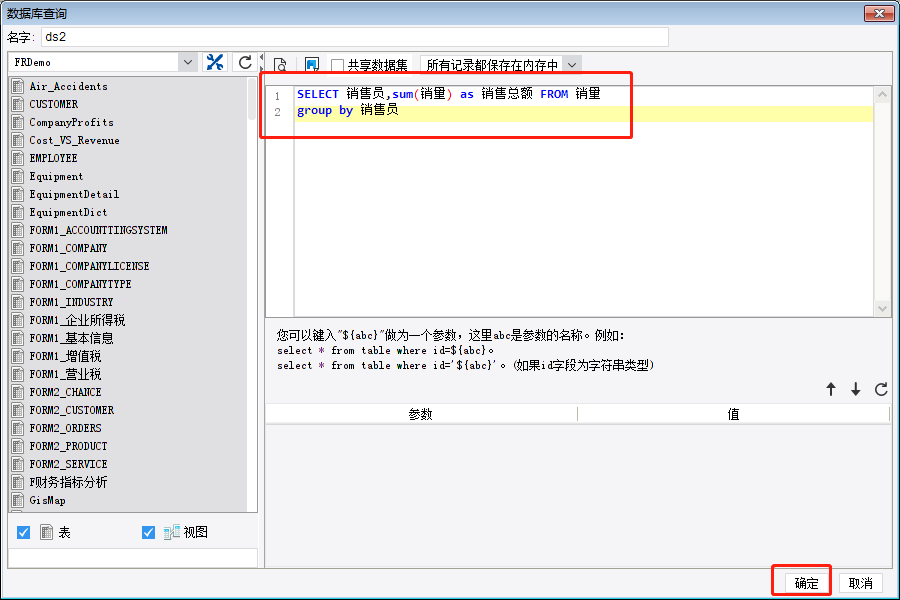 数据库查询
名字: ds2
FRDemo
共享数据集 所有记录都保存在内存中
Air_Accidents
CUSTOMER
CompanyProfits
Cost_VS_Revenue
EMPLOYEE
Equipment
EquipmentDetail
EquipmentDict
FORM1_ACCOUNTTINGSYSTEM
FORM1_COMPANY
FORM1_COMPANYLICENSE
FORM1_COMPANYTYPE
FORM1_INDUSTRY
FORM1_企业所得税
FORM1_基本信息
FORM1_增值税
FORM1_营业税
FORM2_CHANCE
FORM2_CUSTOMER
FORM2_ORDERS
FORM2_PRODUCT
FORM2_SERVICE
F财务指标分析
GisMap
表 视图
1 SELECT 销售员,sum(销量) as 销售总额 FROM 销量
2 group by 销售员
您可以键入"${abc}"做为一个参数，这里abc是参数的名称。例如：
select * from table where id=${abc}。
select * from table where id='${abc}'。(如果id字段为字符串类型)
参数 值
确定 取消